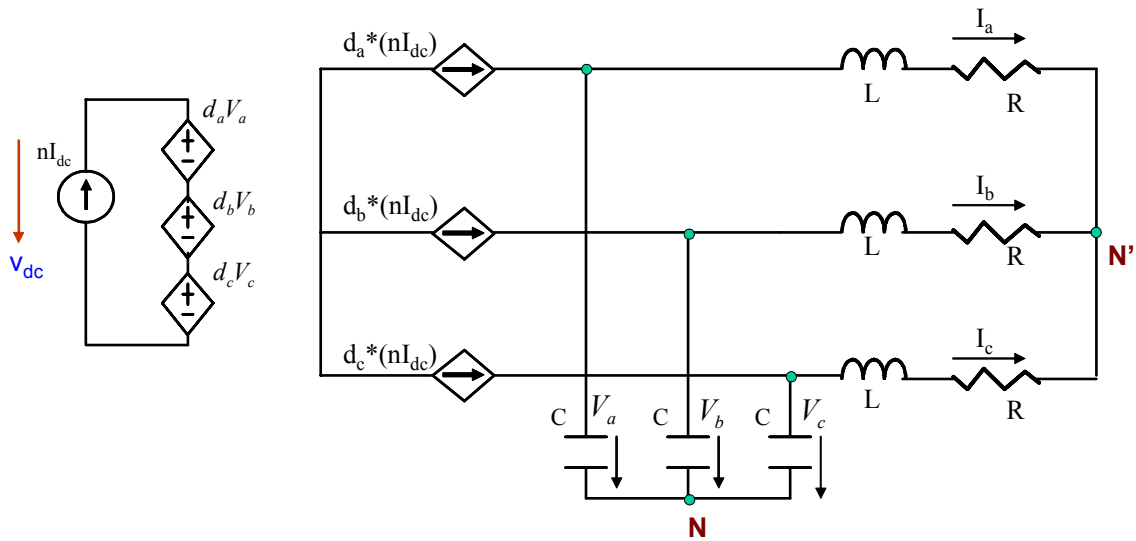 I_a
d_a*(nI_dc)
L
R
d_aV_a
nI_dc
+
−
I_b
d_b*(nI_dc)
d_bV_b
+
−
L
R
N'
v_dc
d_cV_c
+
−
I_c
d_c*(nI_dc)
L
R
C V_a C V_b C V_c
N